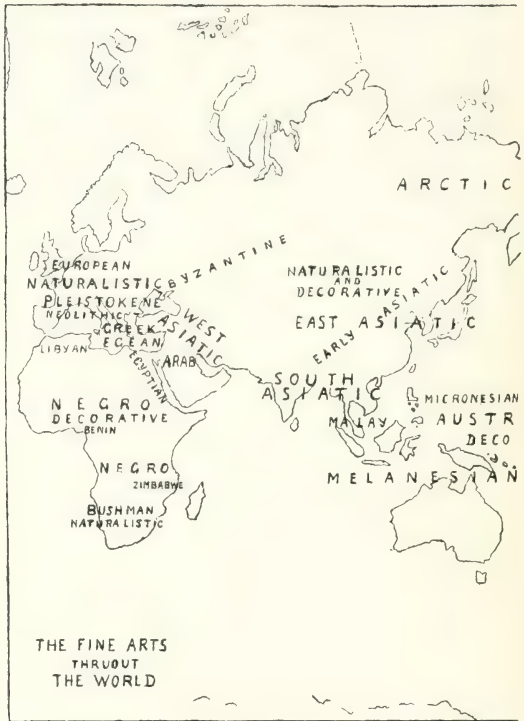 ARCTIC
BYZANTINE
EUROPEAN
NATURALISTIC
PLEISTOKENE
NEOLITHIC
GREEK
EGEAN
WEST
ASIATIC
LIBYAN
EGYPTIAN
ARAB
NATURALISTIC
AND
DECORATIVE
EAST ASIATIC
EARLY ASIATIC
SOUTH
ASIATIC
MALAY
MICRONESIAN
AUSTR
DECO
MELANESIAN
NEGRO
DECORATIVE
BENIN
NEGRO
ZIMBABWE
BUSHMAN
NATURALISTIC
THE FINE ARTS
THRUOUT
THE WORLD